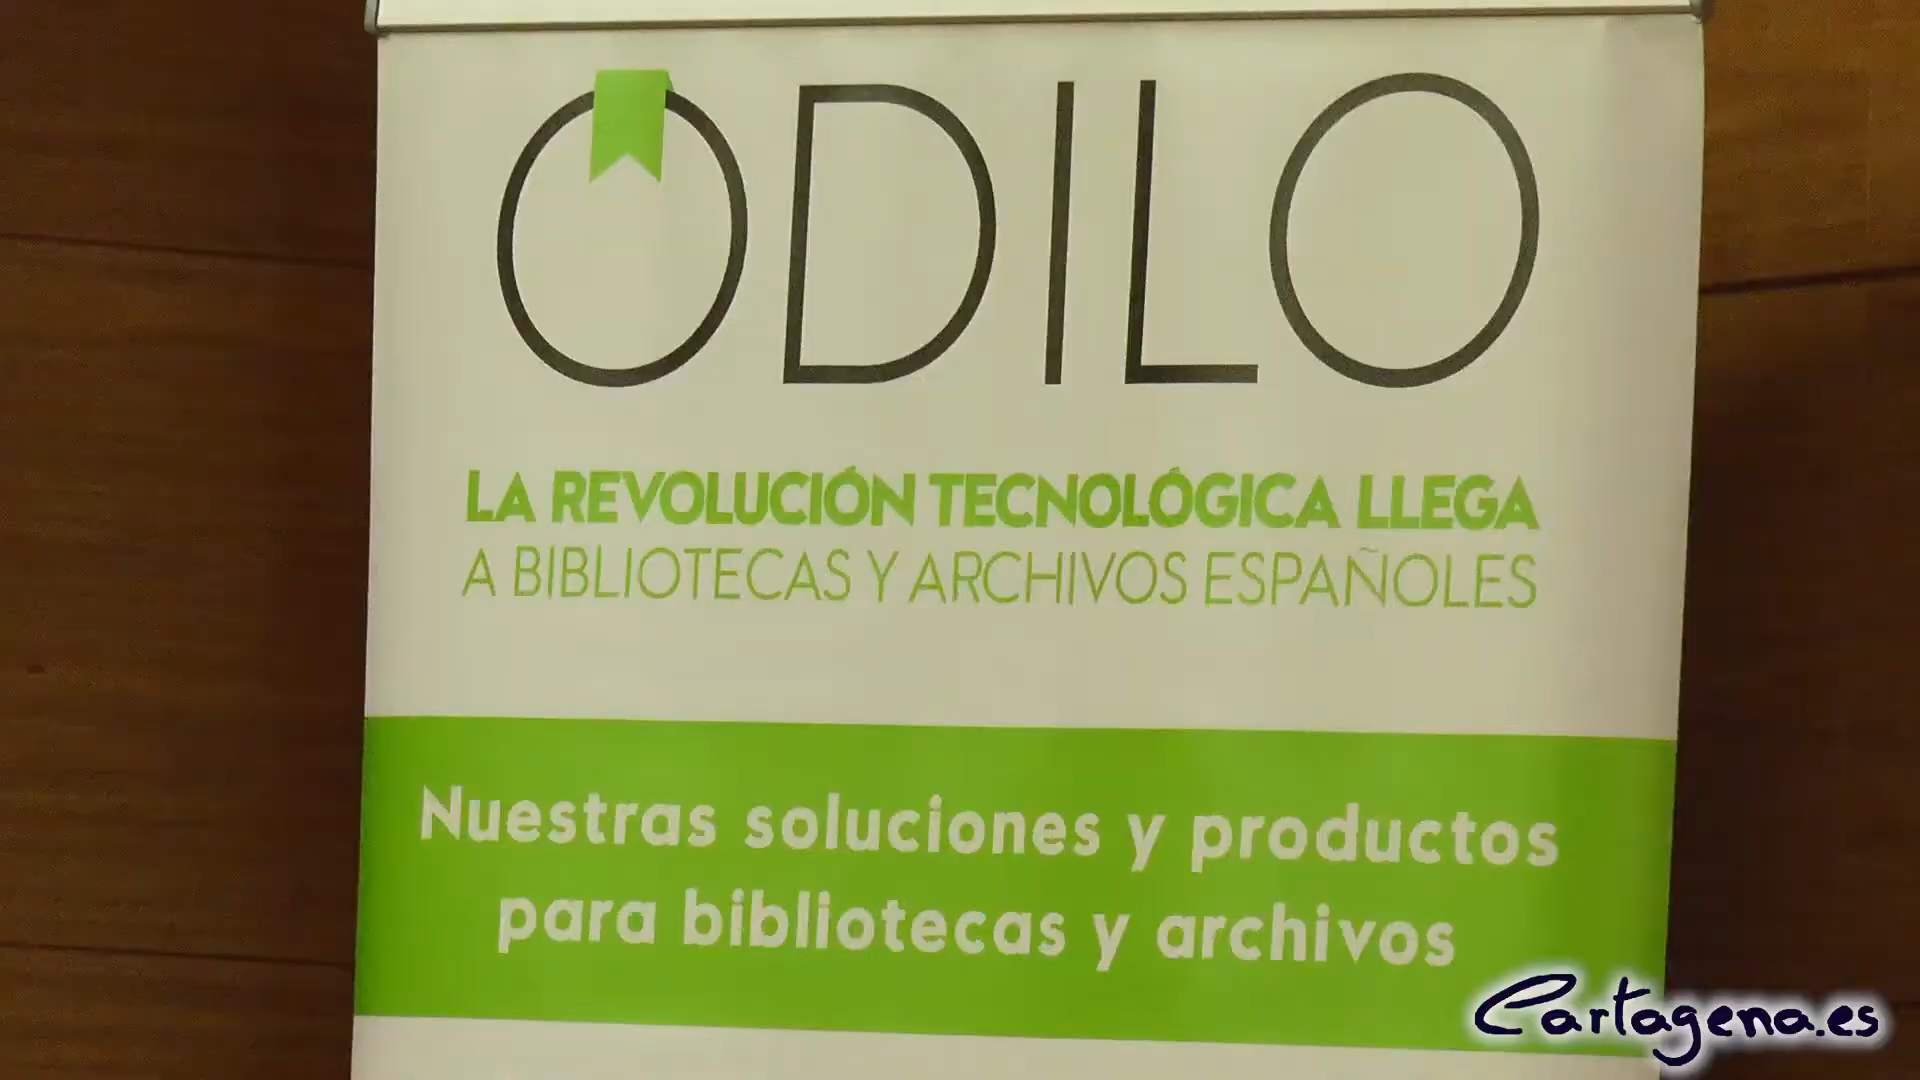 ODILO
LA REVOLUCIÓN TECNOLÓGICA LLEGA
A BIBLIOTECAS Y ARCHIVOS ESPAÑOLES
Nuestras soluciones y productos
para bibliotecas y archivos
Cartagena.es